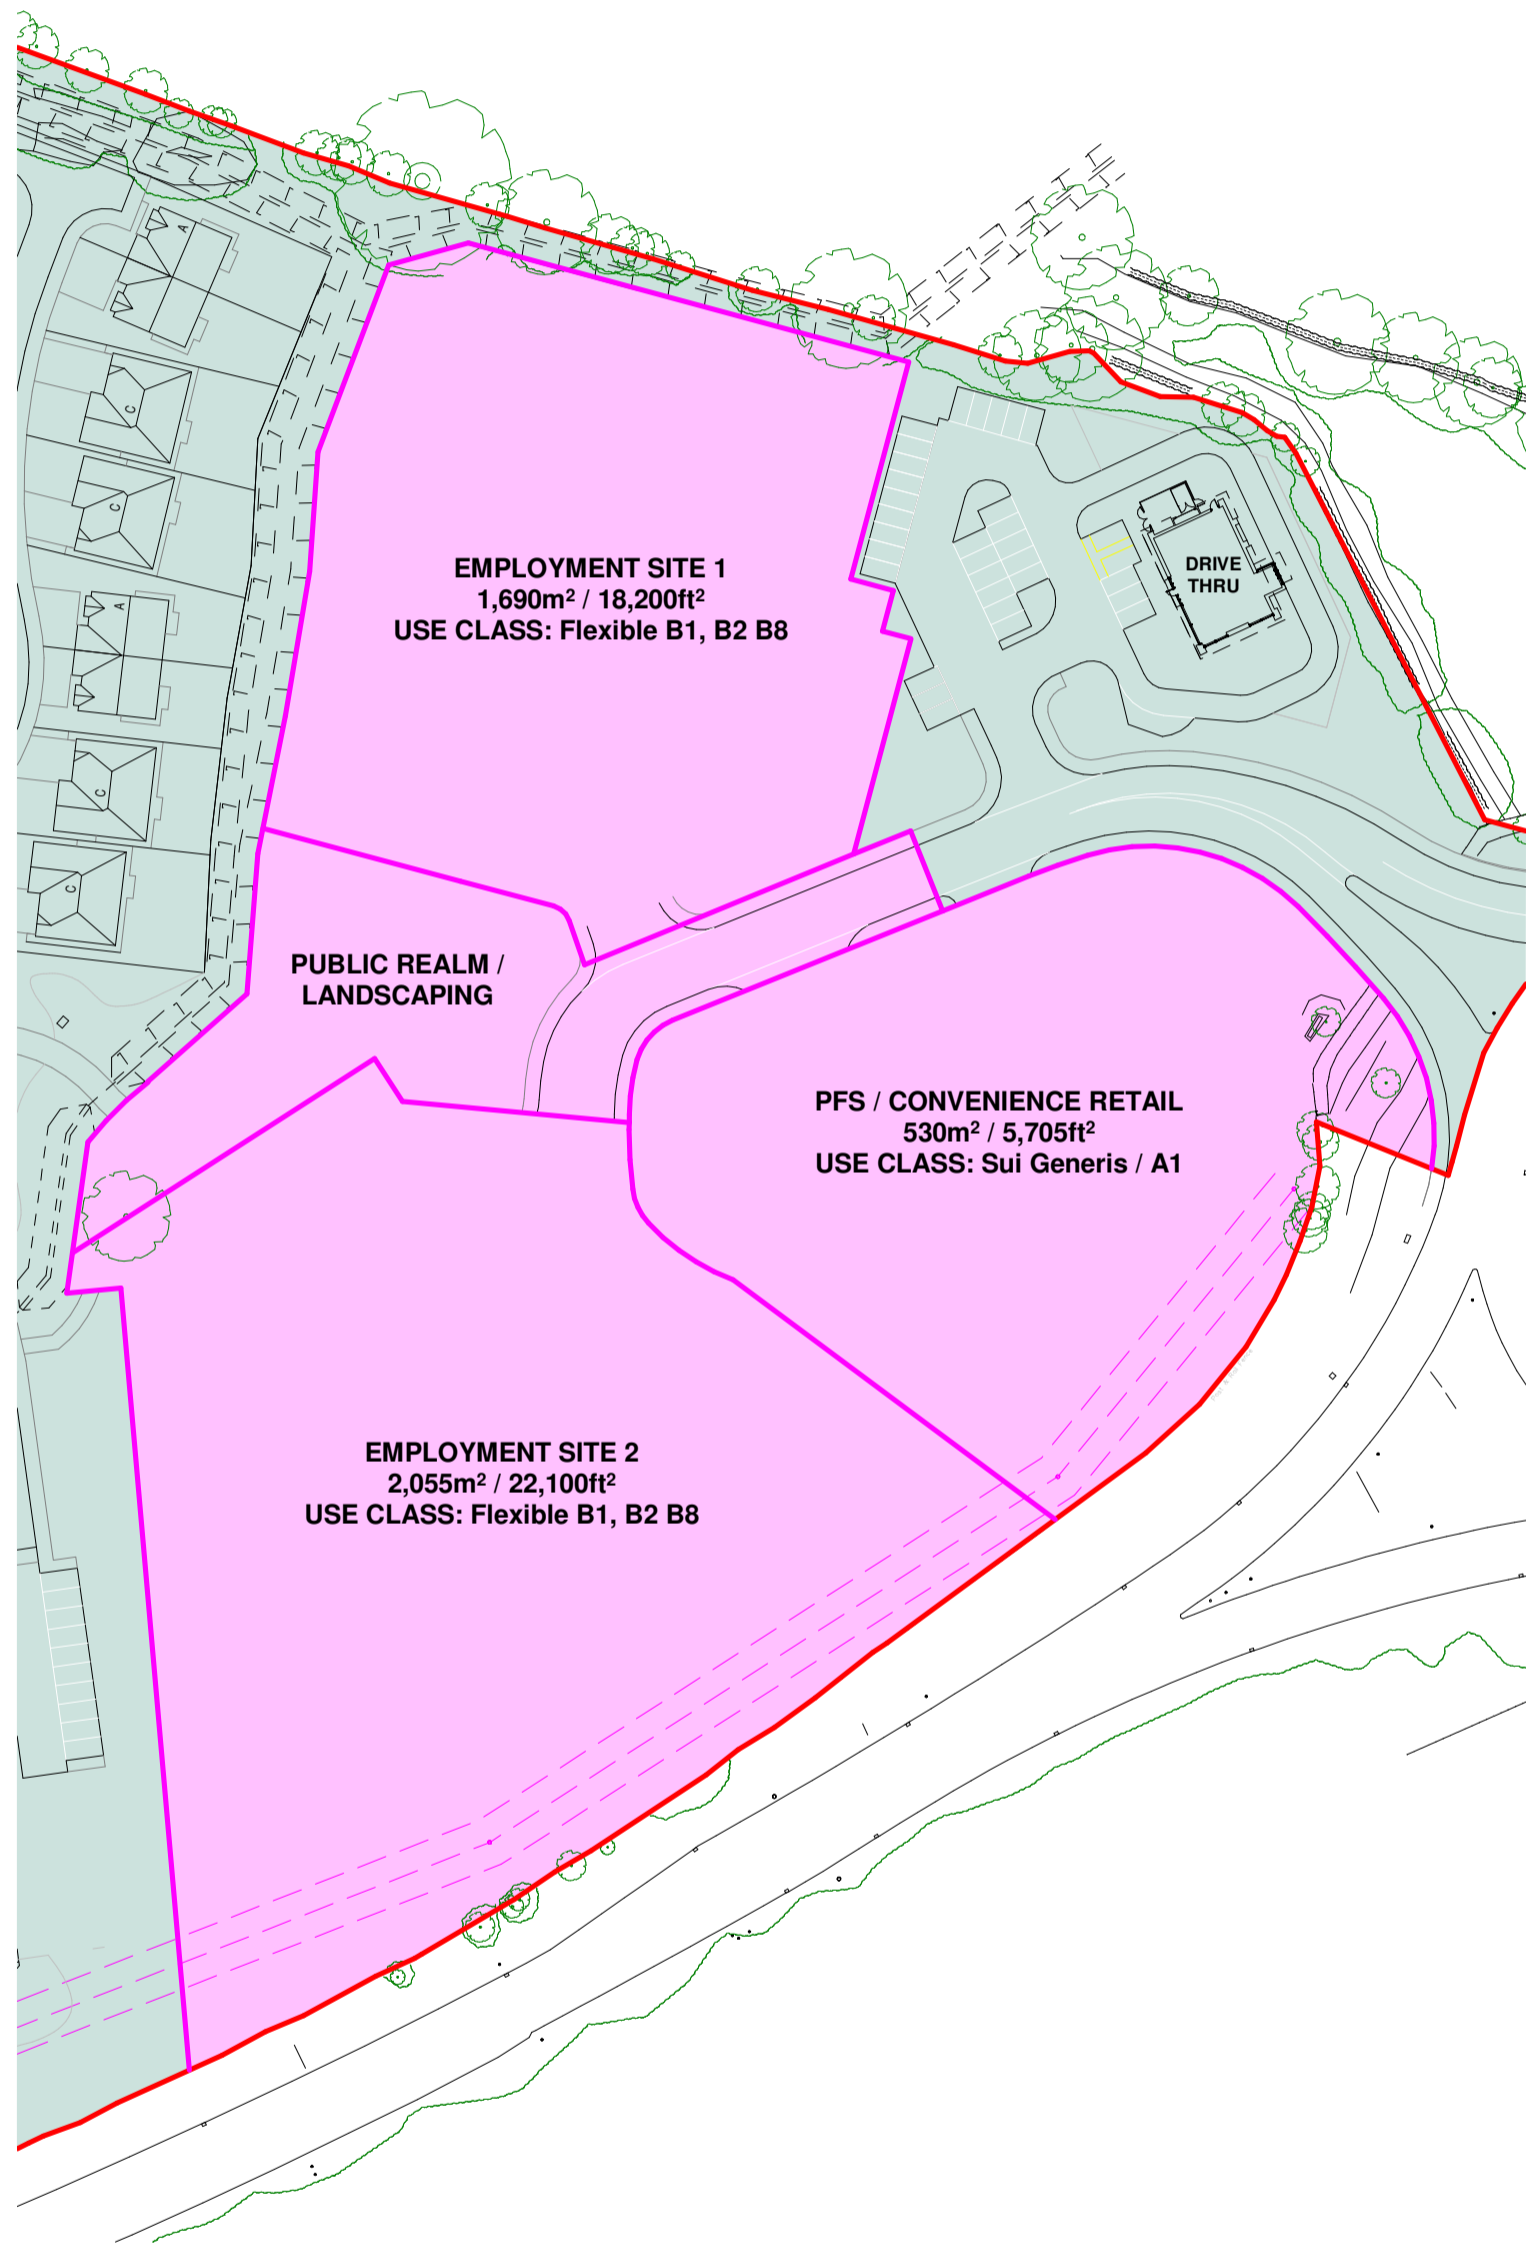 A
C
C
A
C
C
DRIVE
THRU
EMPLOYMENT SITE 1
1,690m² / 18,200ft²
USE CLASS: Flexible B1, B2 B8
PUBLIC REALM /
LANDSCAPING
PFS / CONVENIENCE RETAIL
530m² / 5,705ft²
USE CLASS: Sui Generis / A1
EMPLOYMENT SITE 2
2,055m² / 22,100ft²
USE CLASS: Flexible B1, B2 B8